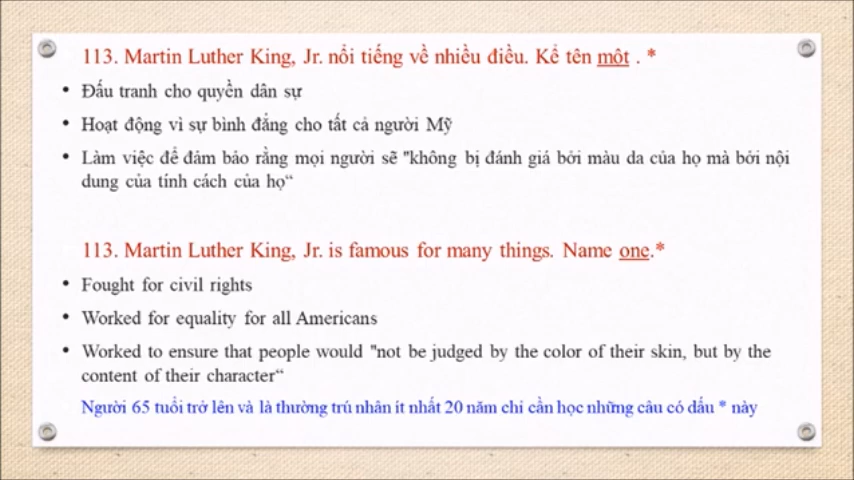 113. Martin Luther King, Jr. nổi tiếng về nhiều điều. Kể tên một . *
• Đấu tranh cho quyền dân sự
• Hoạt động vì sự bình đẳng cho tất cả người Mỹ
• Làm việc để đảm bảo rằng mọi người sẽ "không bị đánh giá bởi màu da của họ mà bởi nội
dung của tính cách của họ“
113. Martin Luther King, Jr. is famous for many things. Name one.*
• Fought for civil rights
• Worked for equality for all Americans
• Worked to ensure that people would "not be judged by the color of their skin, but by the
content of their character“
Người 65 tuổi trở lên và là thường trú nhân ít nhất 20 năm chỉ cần học những câu có dấu * này